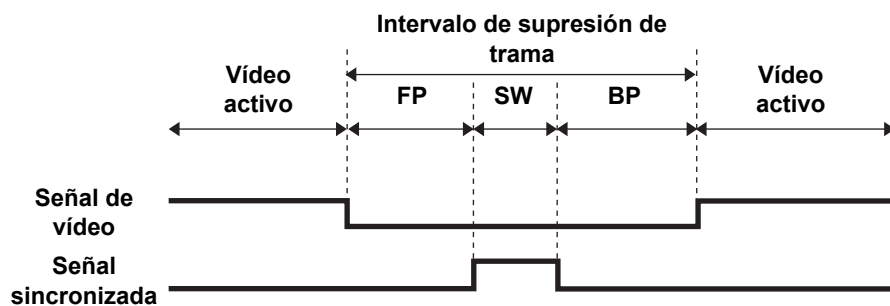 Intervalo de supresión de
trama
Vídeo
activo
FP
SW
BP
Vídeo
activo
Señal de
vídeo
Señal
sincronizada